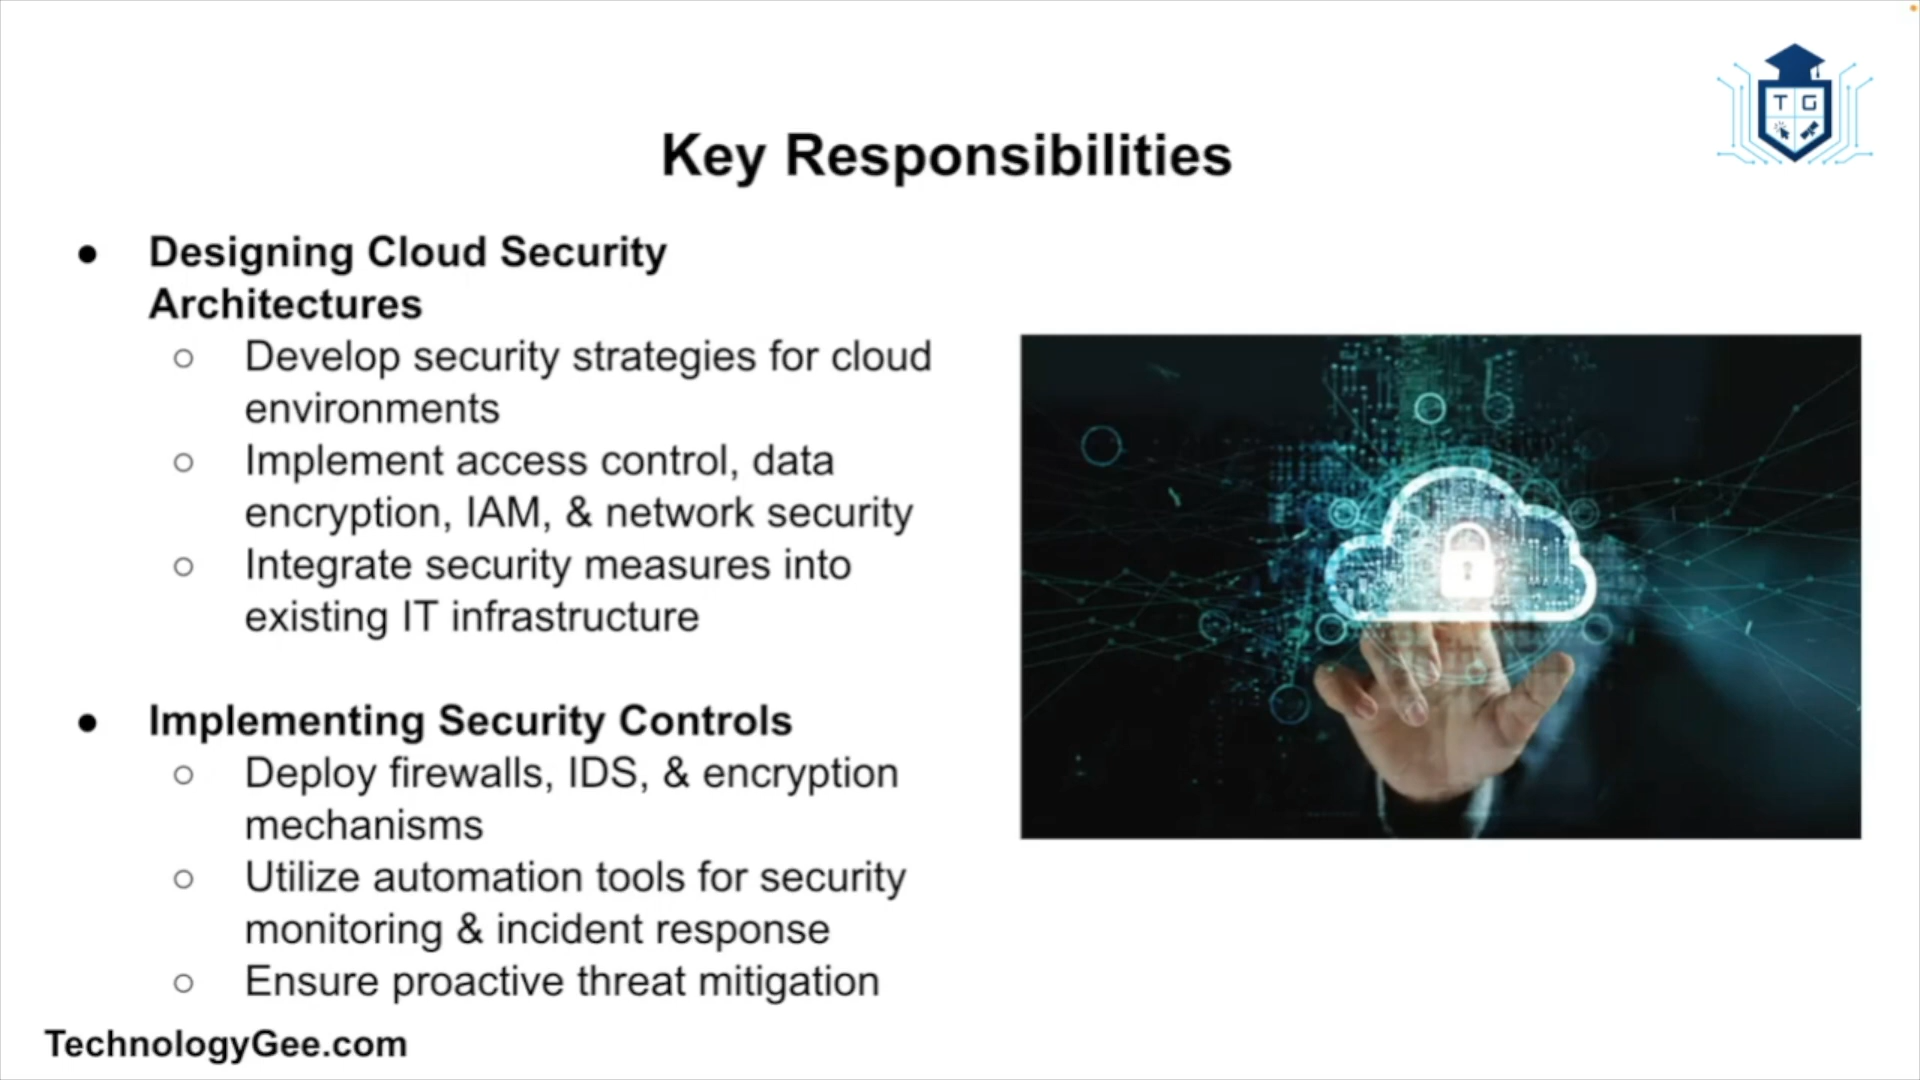 T G
Key Responsibilities
● Designing Cloud Security
Architectures
○ Develop security strategies for cloud
environments
○ Implement access control, data
encryption, IAM, & network security
○ Integrate security measures into
existing IT infrastructure
● Implementing Security Controls
○ Deploy firewalls, IDS, & encryption
mechanisms
○ Utilize automation tools for security
monitoring & incident response
○ Ensure proactive threat mitigation
TechnologyGee.com